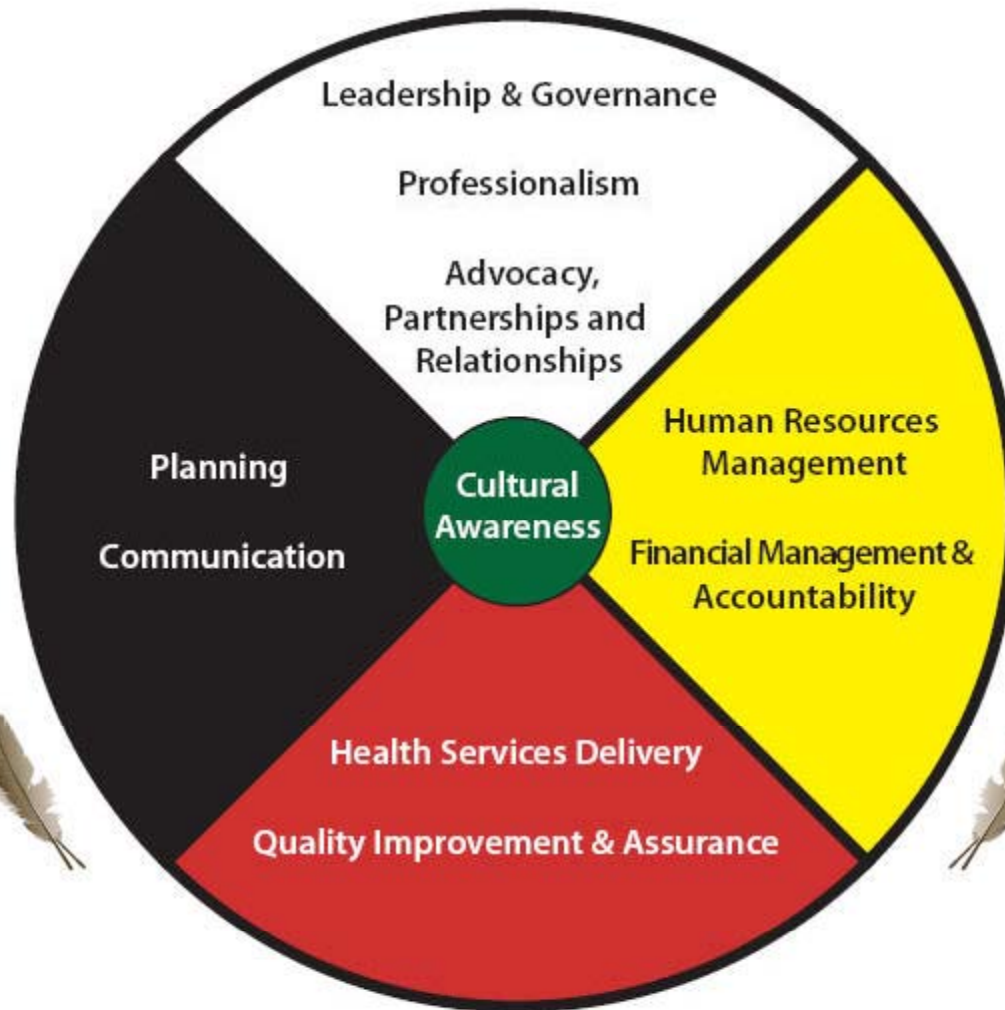 Leadership & Governance
Professionalism
Advocacy,
Partnerships and
Relationships
Human Resources
Management
Financial Management &
Accountability
Cultural
Awareness
Planning
Communication
Health Services Delivery
Quality Improvement & Assurance